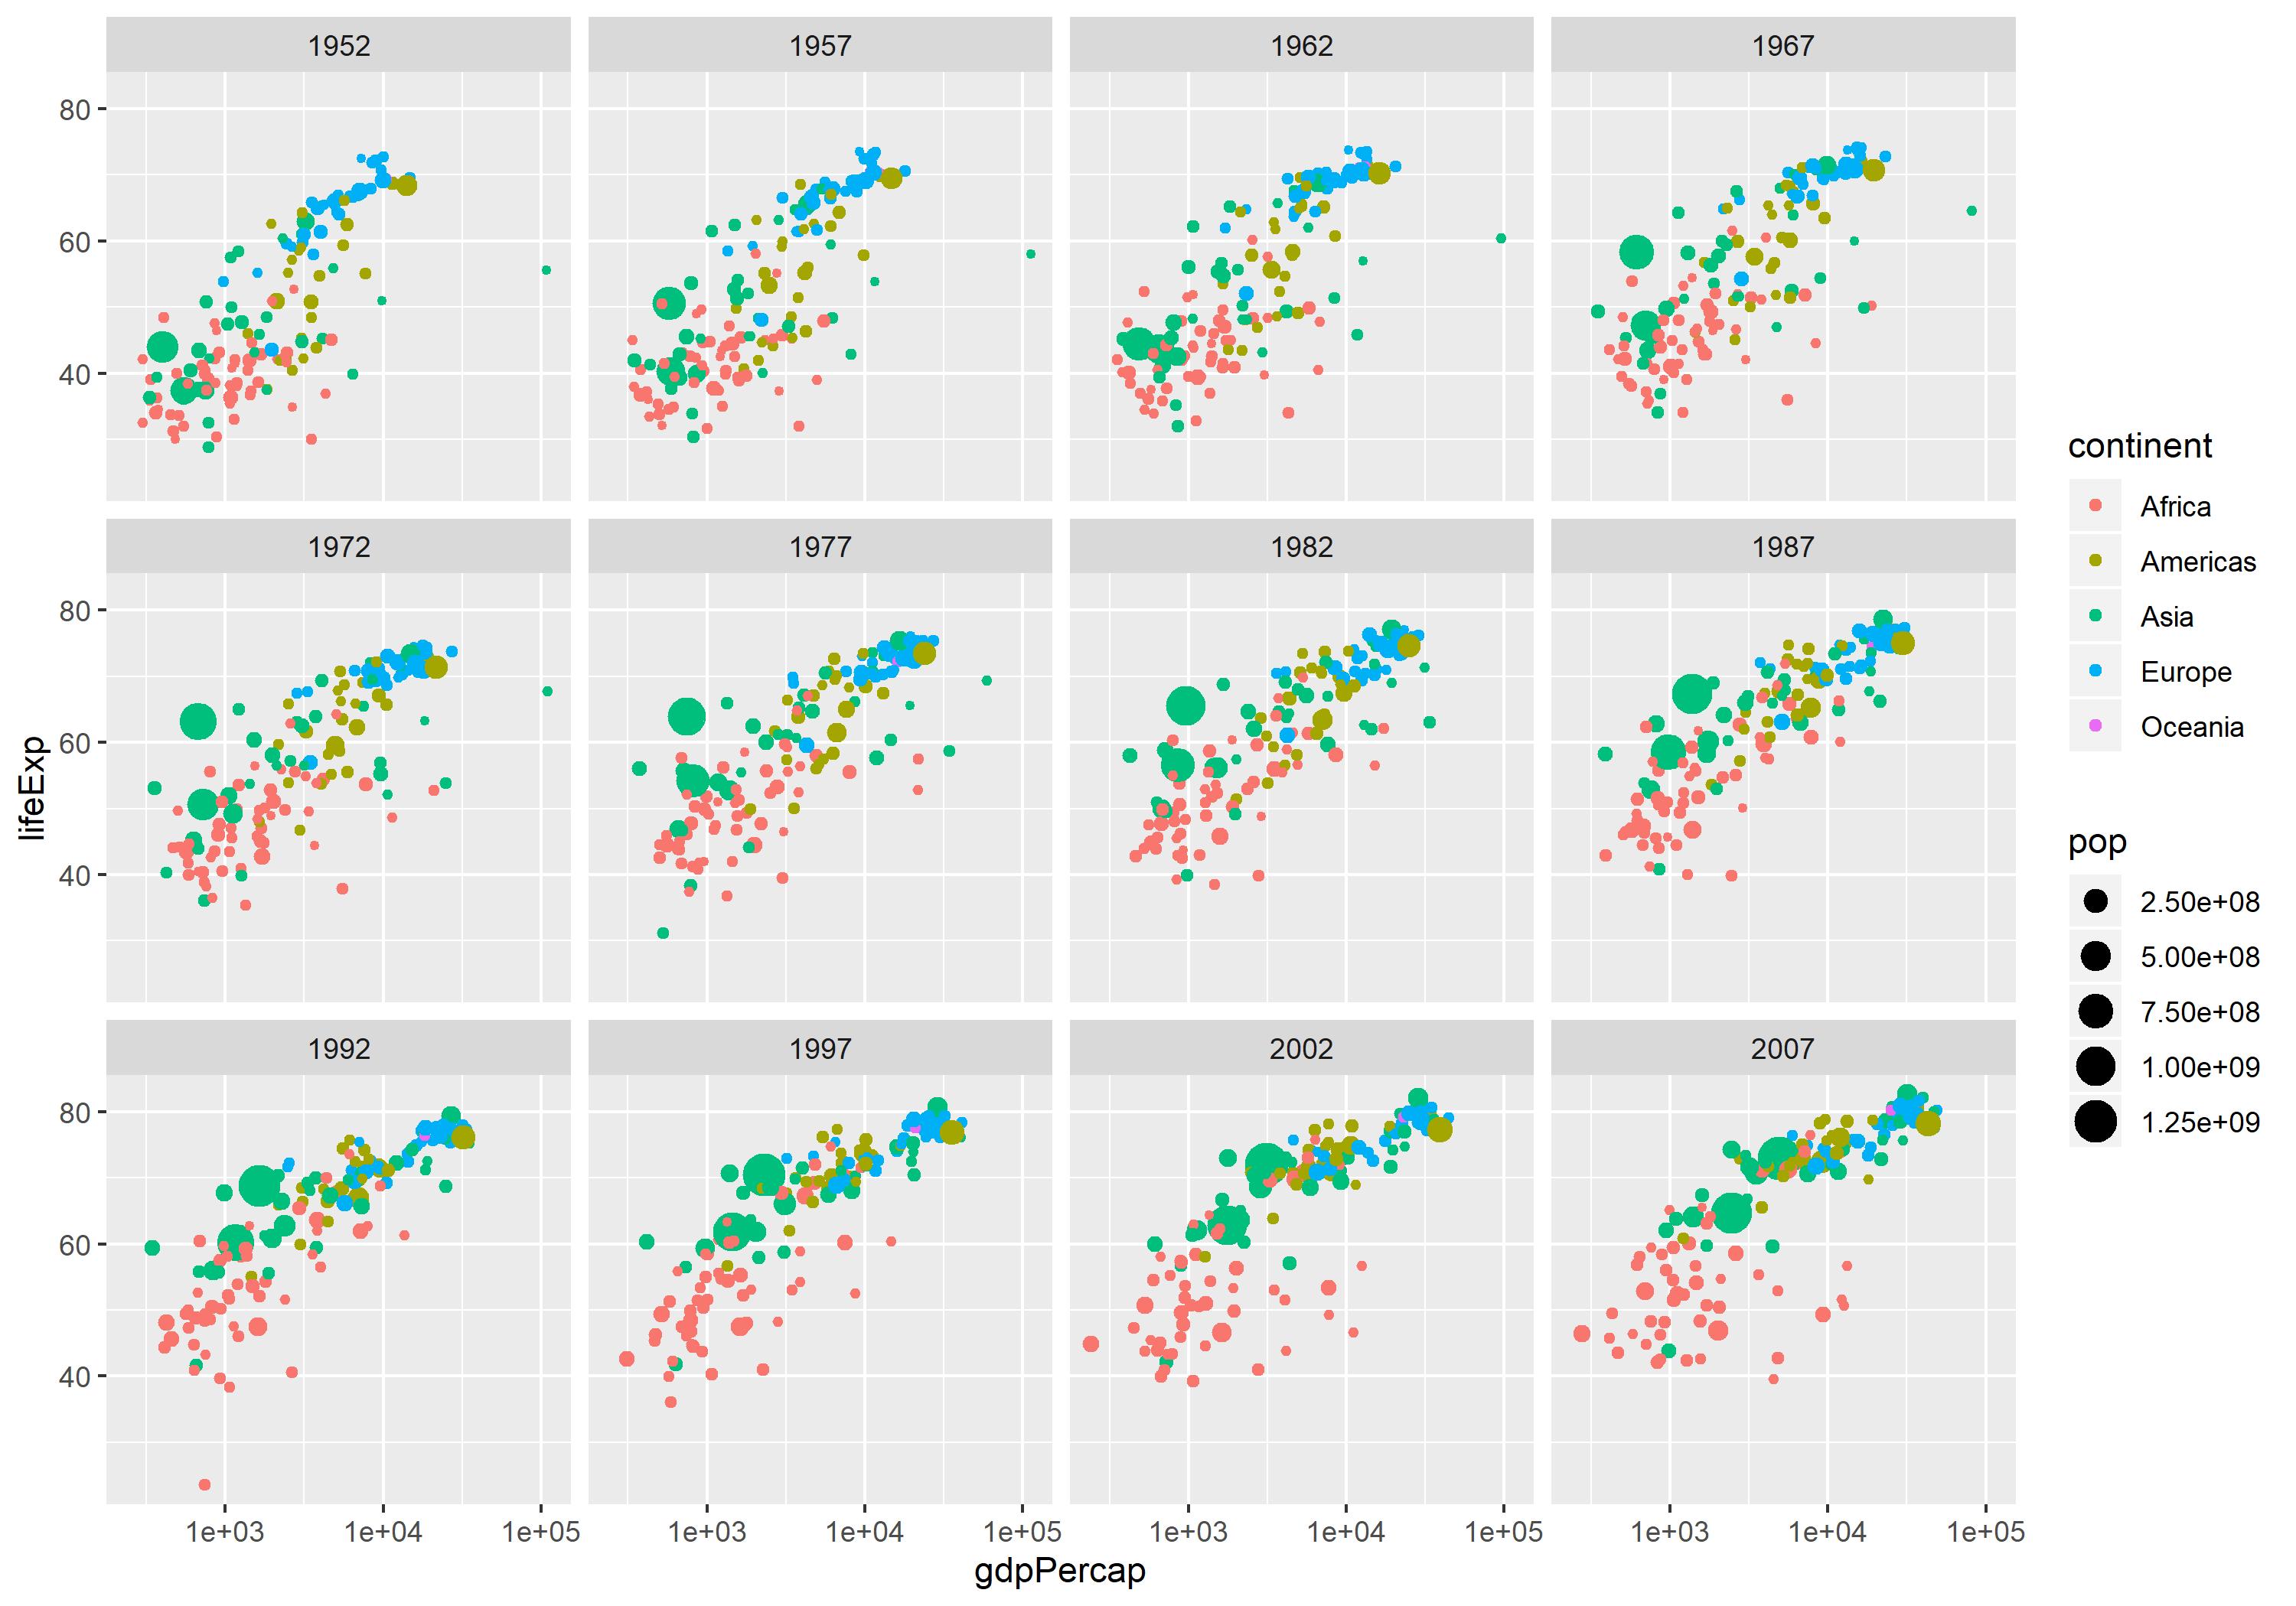 1952 1957 1962 1967
80
60
40
1972 1977 1982 1987
80
60
40
1992 1997 2002 2007
80
60
40
1e+03 1e+04 1e+05 1e+03 1e+04 1e+05 1e+03 1e+04 1e+05 1e+03 1e+04 1e+05
gdpPercap
lifeExp
continent
Africa
Americas
Asia
Europe
Oceania
pop
2.50e+08
5.00e+08
7.50e+08
1.00e+09
1.25e+09